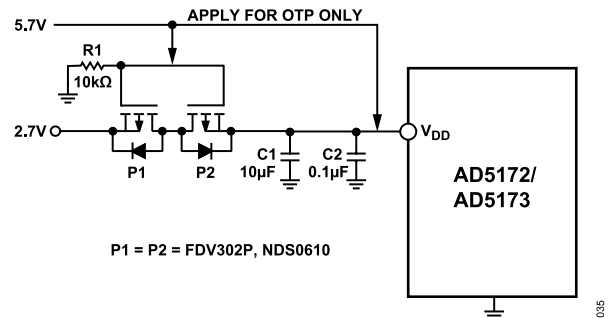 APPLY FOR OTP ONLY
5.7V
R1
10kΩ
2.7V
P1
P2
C1
10µF
C2
0.1µF
VDD
AD5172/
AD5173
P1 = P2 = FDV302P, NDS0610
035